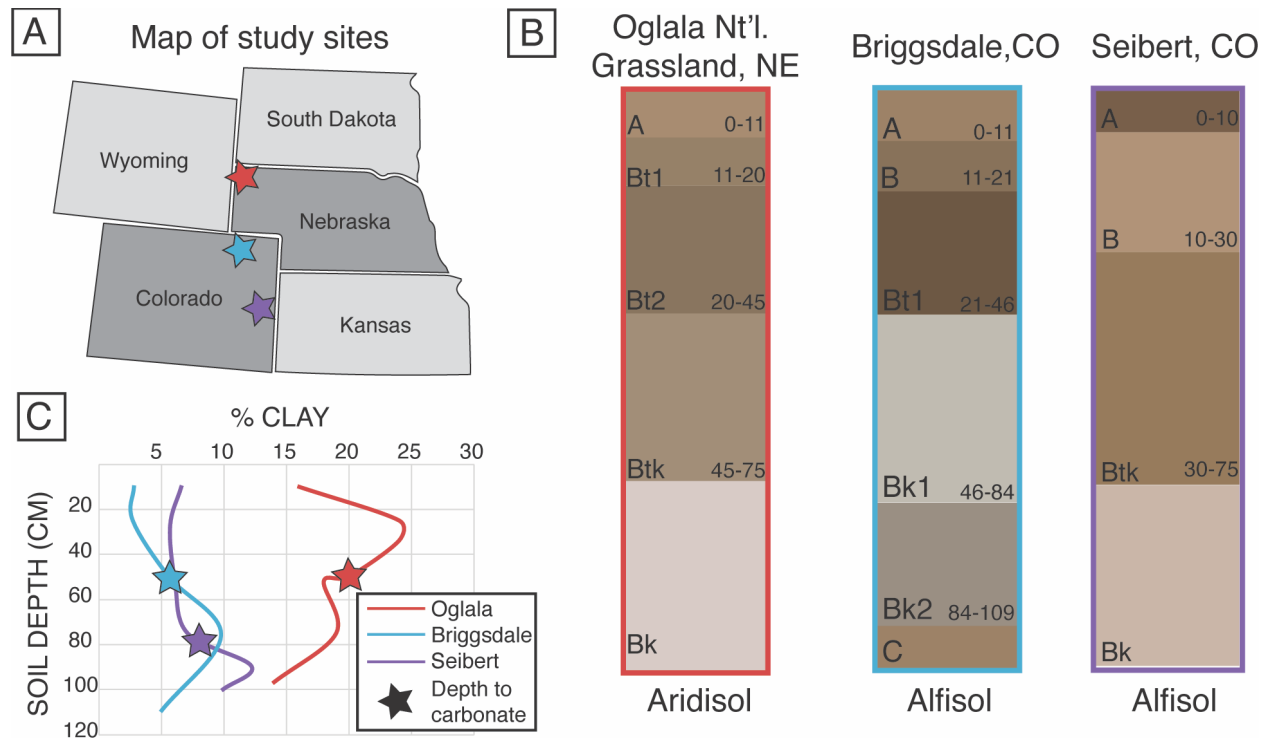 A
Map of study sites
South Dakota
Wyoming
Nebraska
Colorado
Kansas
B
Oglala Nt'l.
Grassland, NE
A 0-11
Bt1 11-20
Bt2 20-45
Btk 45-75
Bk
Aridisol
Briggsdale,CO
A 0-11
B 11-21
Bt1 21-46
Bk1 46-84
Bk2 84-109
C
Alfisol
Seibert, CO
A 0-10
B 10-30
Btk 30-75
Bk
Alfisol
C
% CLAY
5 10 15 20 25 30
SOIL DEPTH (CM)
20
40
60
80
100
120
Oglala
Briggsdale
Seibert
Depth to
carbonate